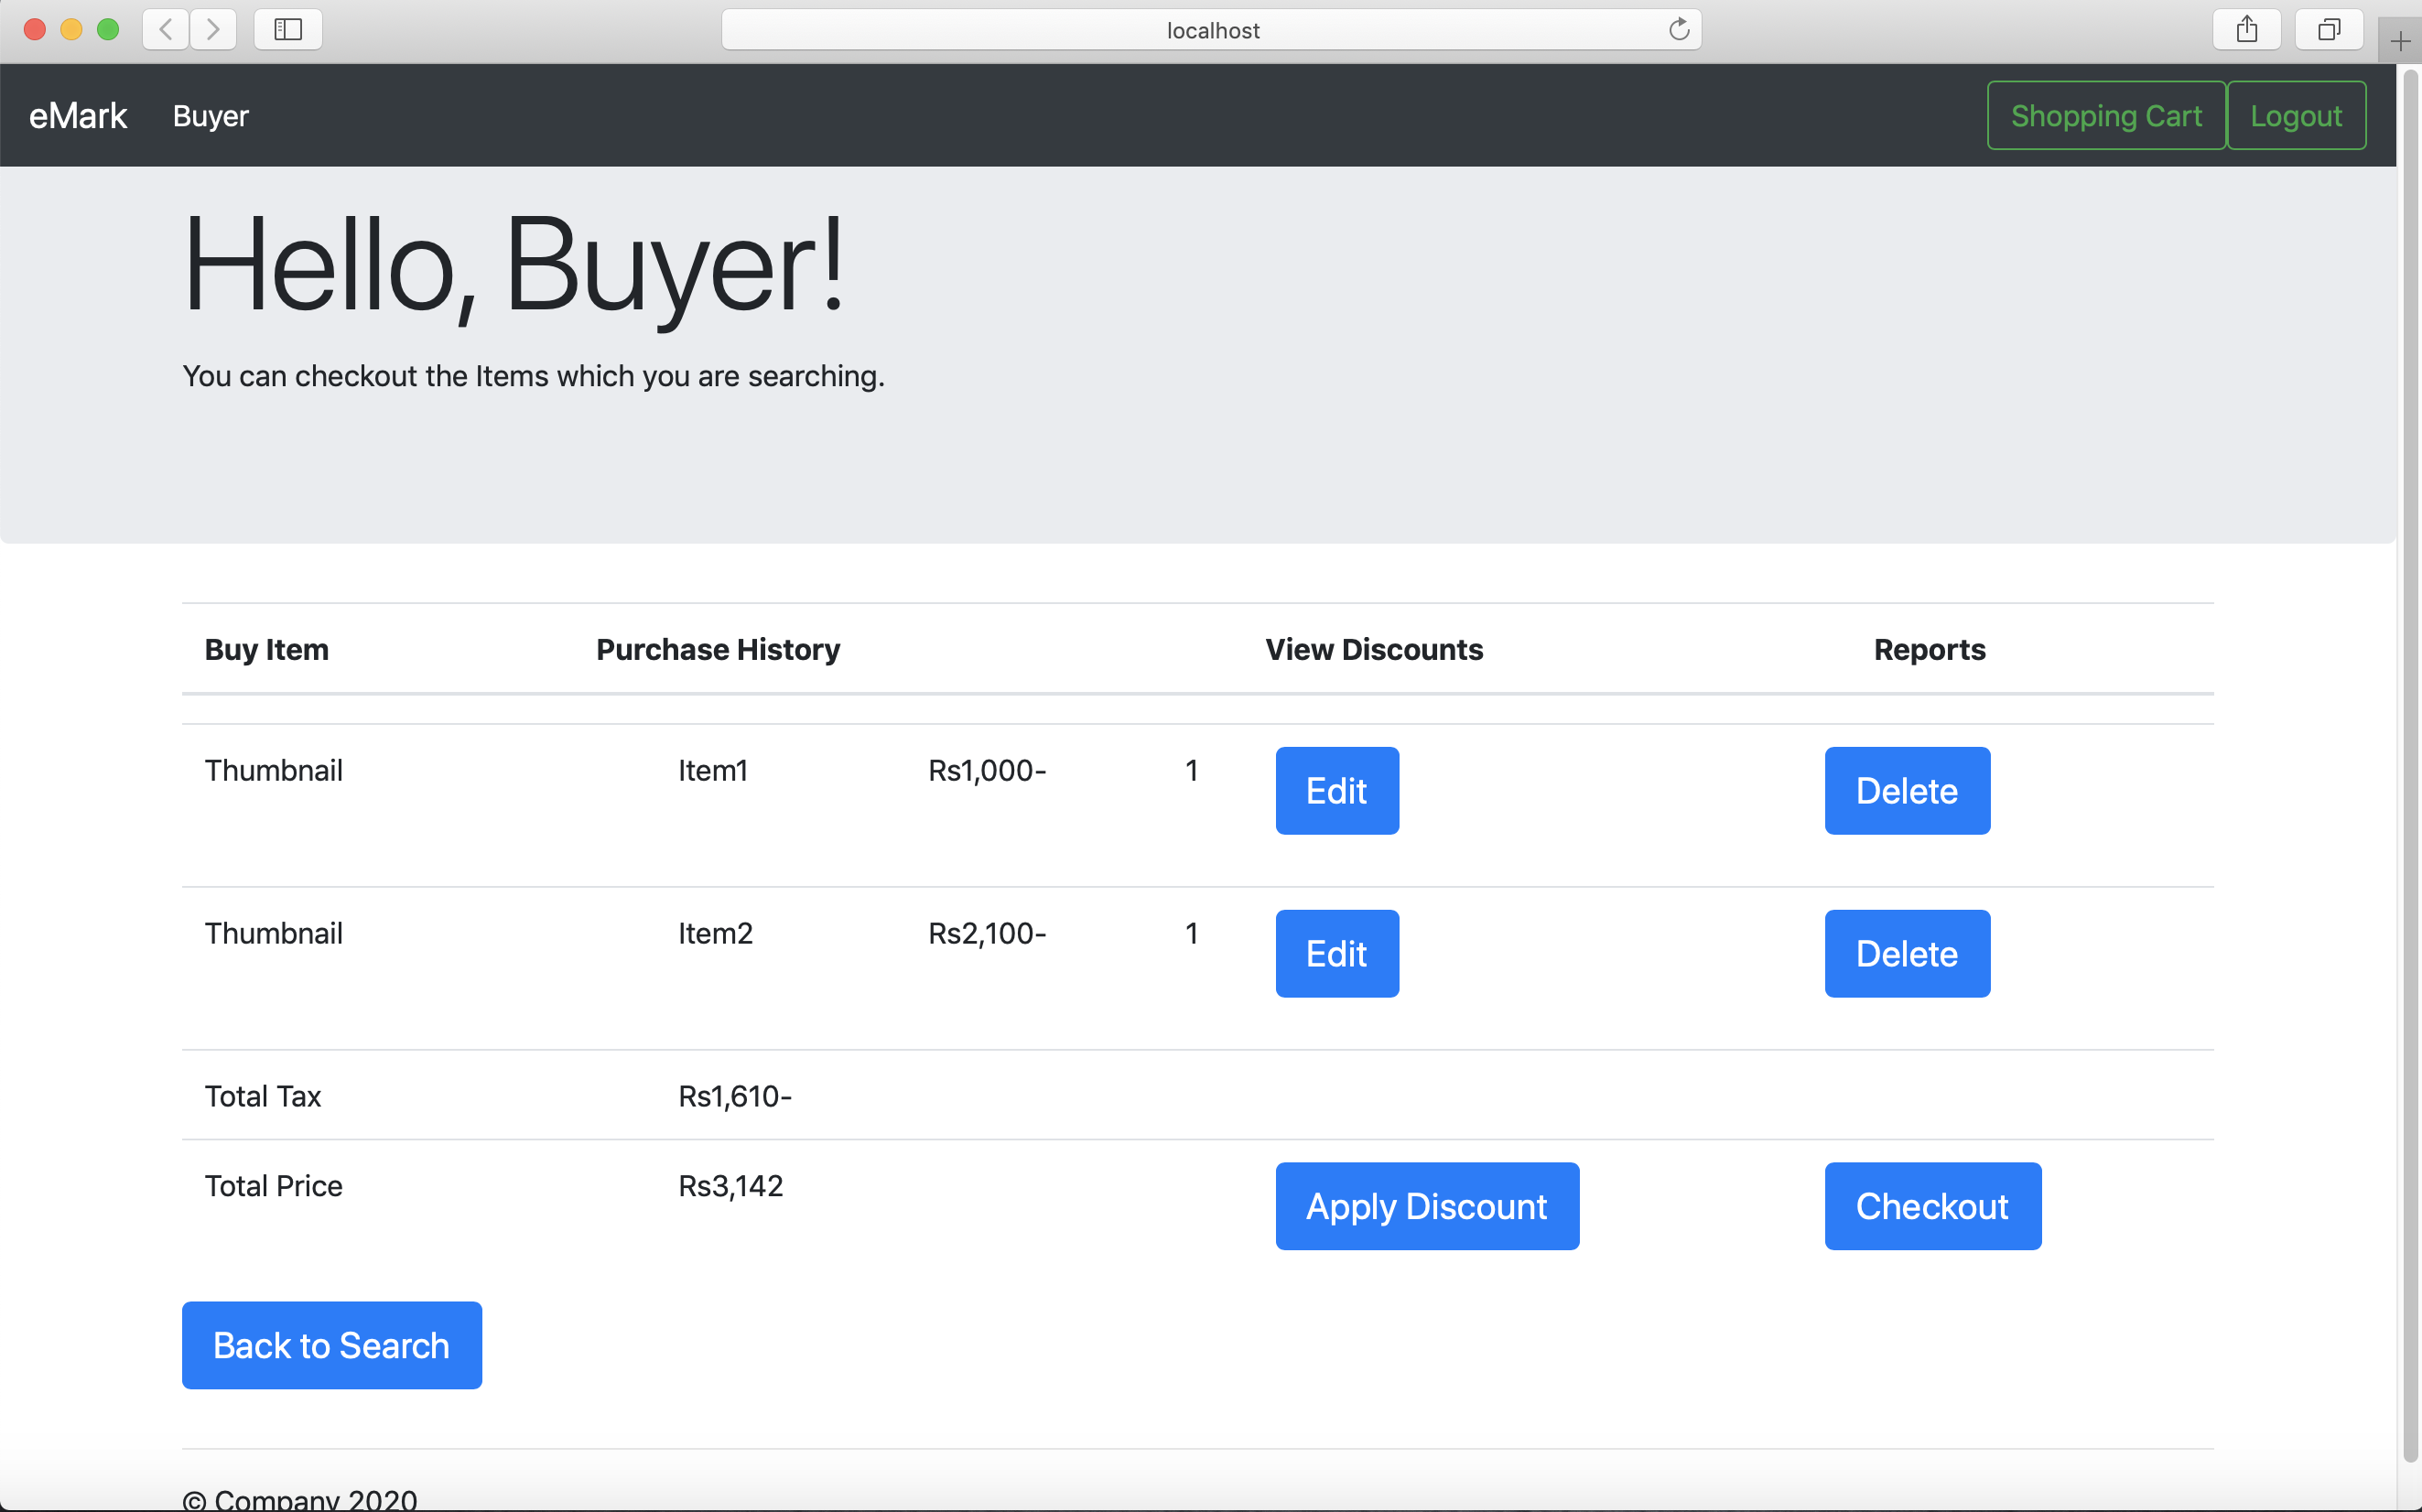 localhost
eMark Buyer Shopping Cart Logout
Hello, Buyer!
You can checkout the Items which you are searching.
Buy Item Purchase History View Discounts Reports
Thumbnail Item1 Rs1,000- 1 Edit Delete
Thumbnail Item2 Rs2,100- 1 Edit Delete
Total Tax Rs1,610-
Total Price Rs3,142 Apply Discount Checkout
Back to Search
© Company 2020